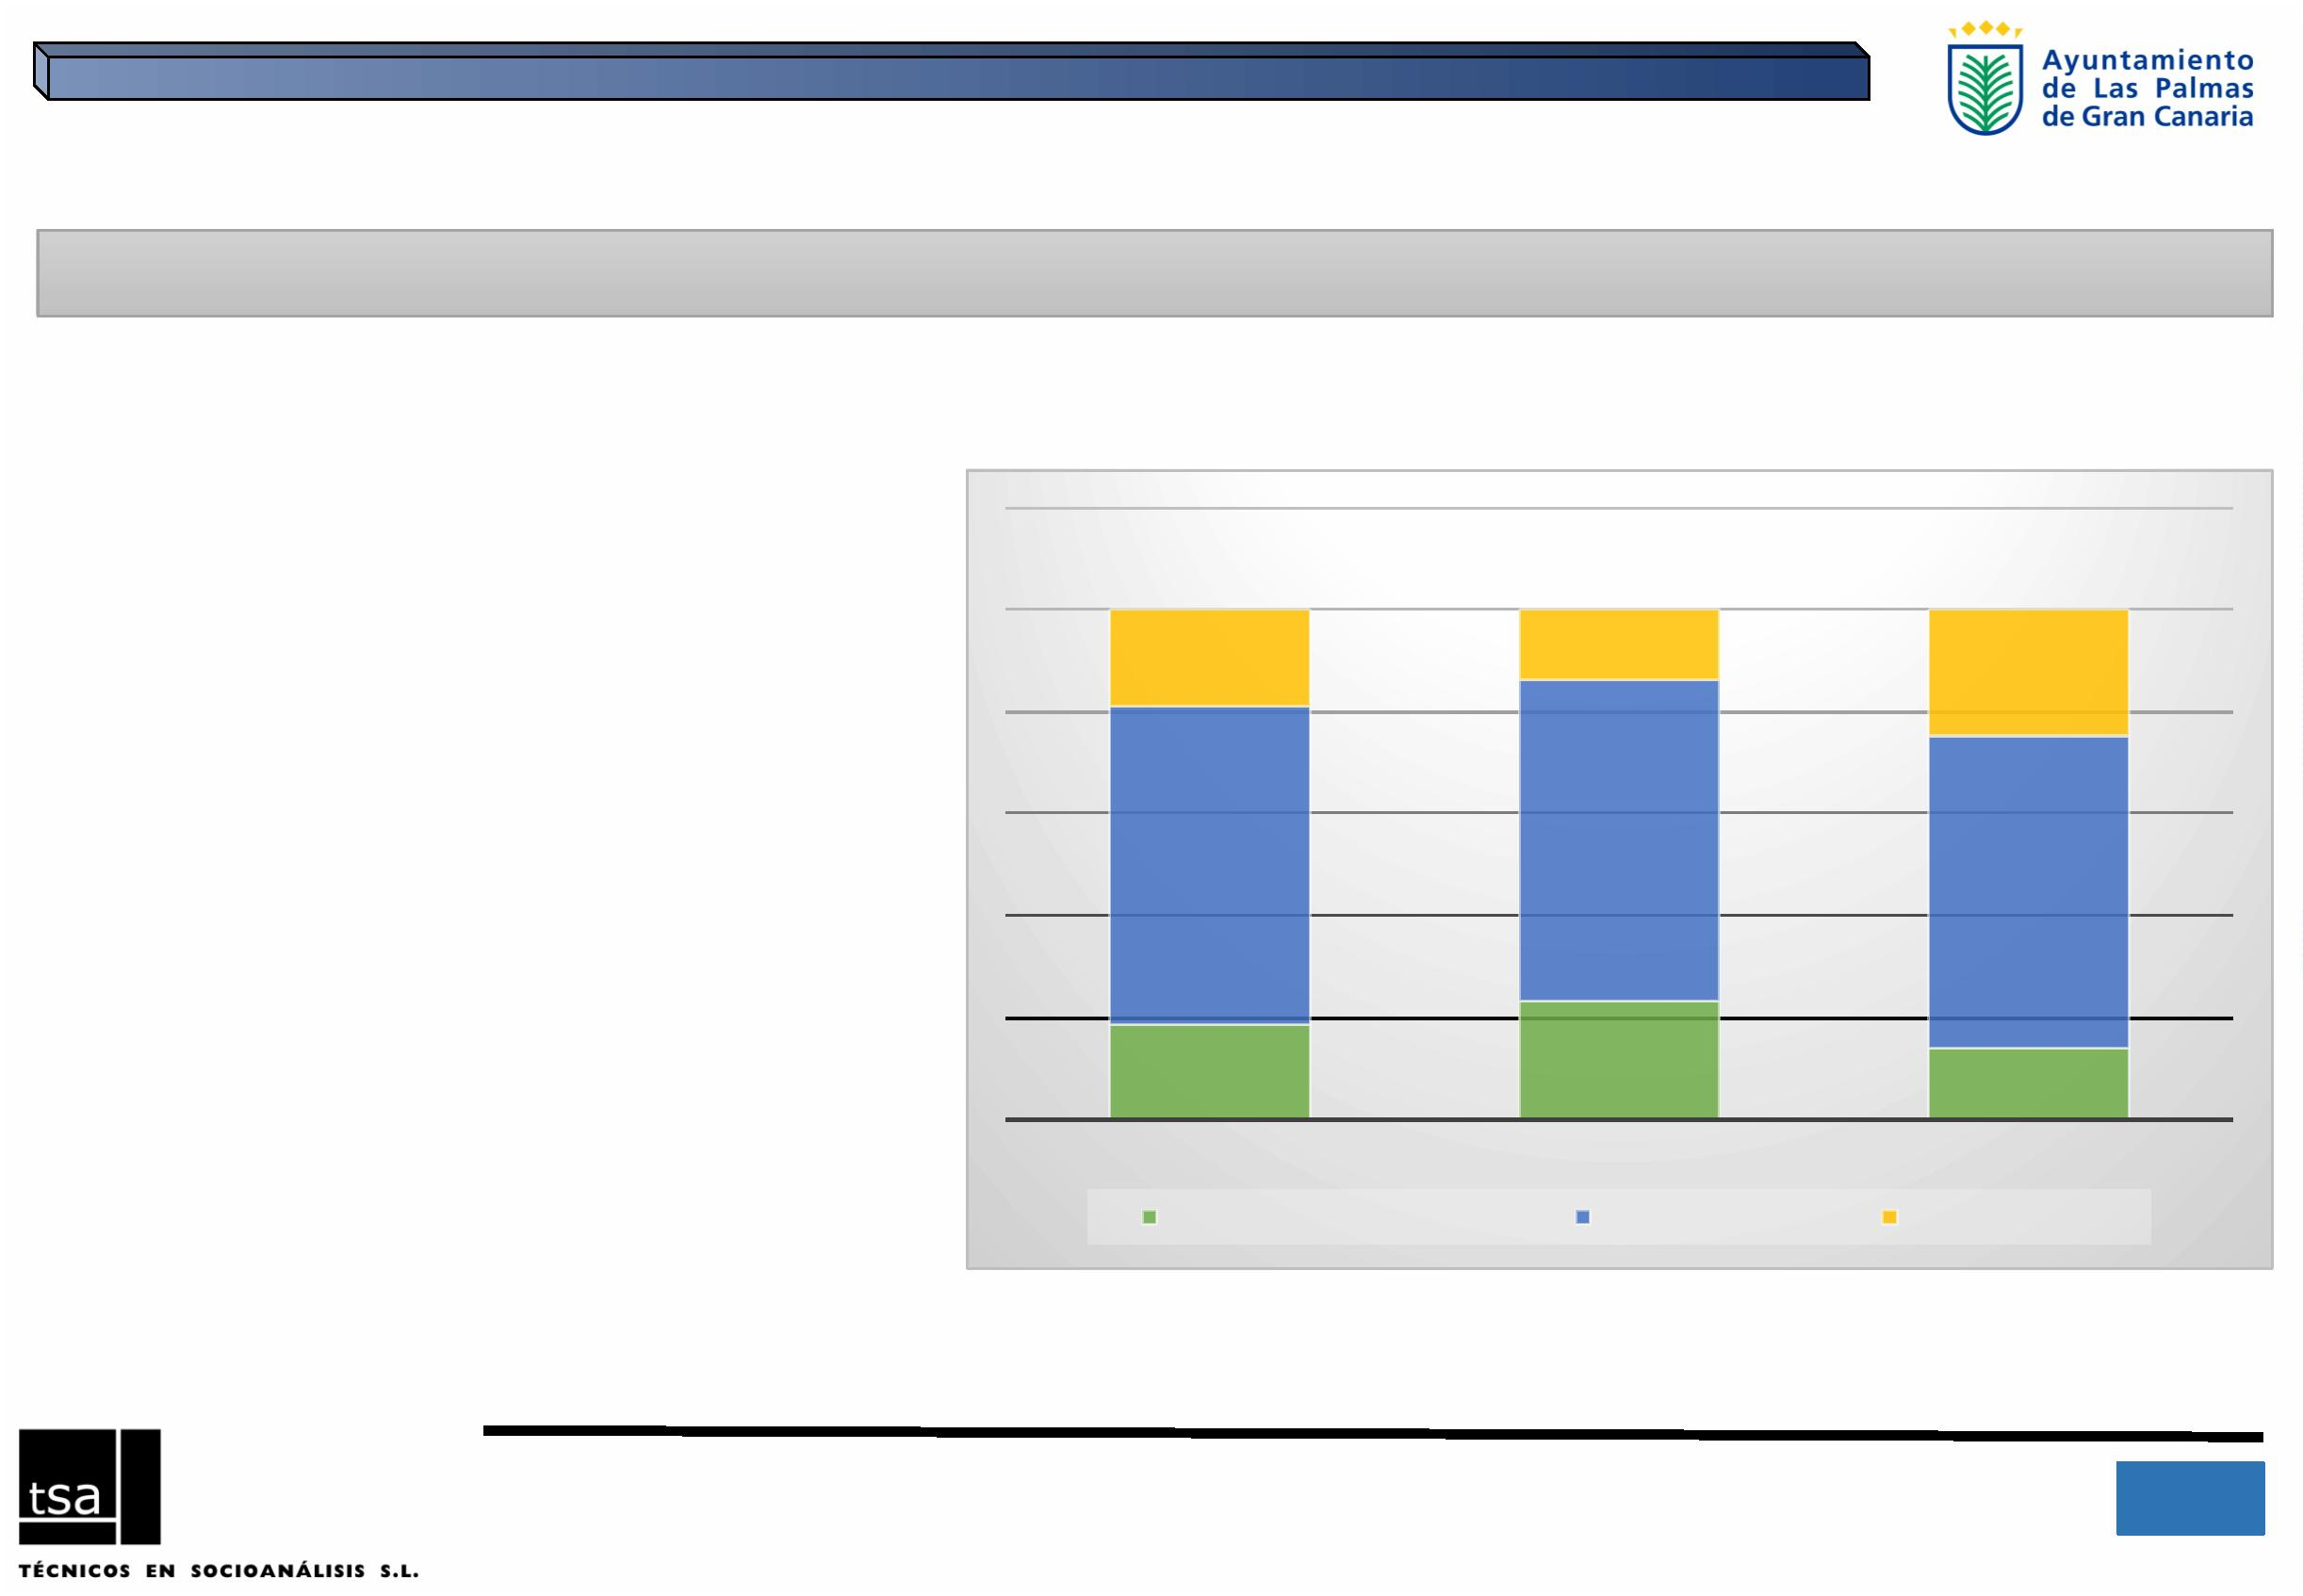 Ayuntamiento
de Las Palmas
de Gran Canaria
tsa
TÉCNICOS EN SOCIOANÁLISIS S.L.